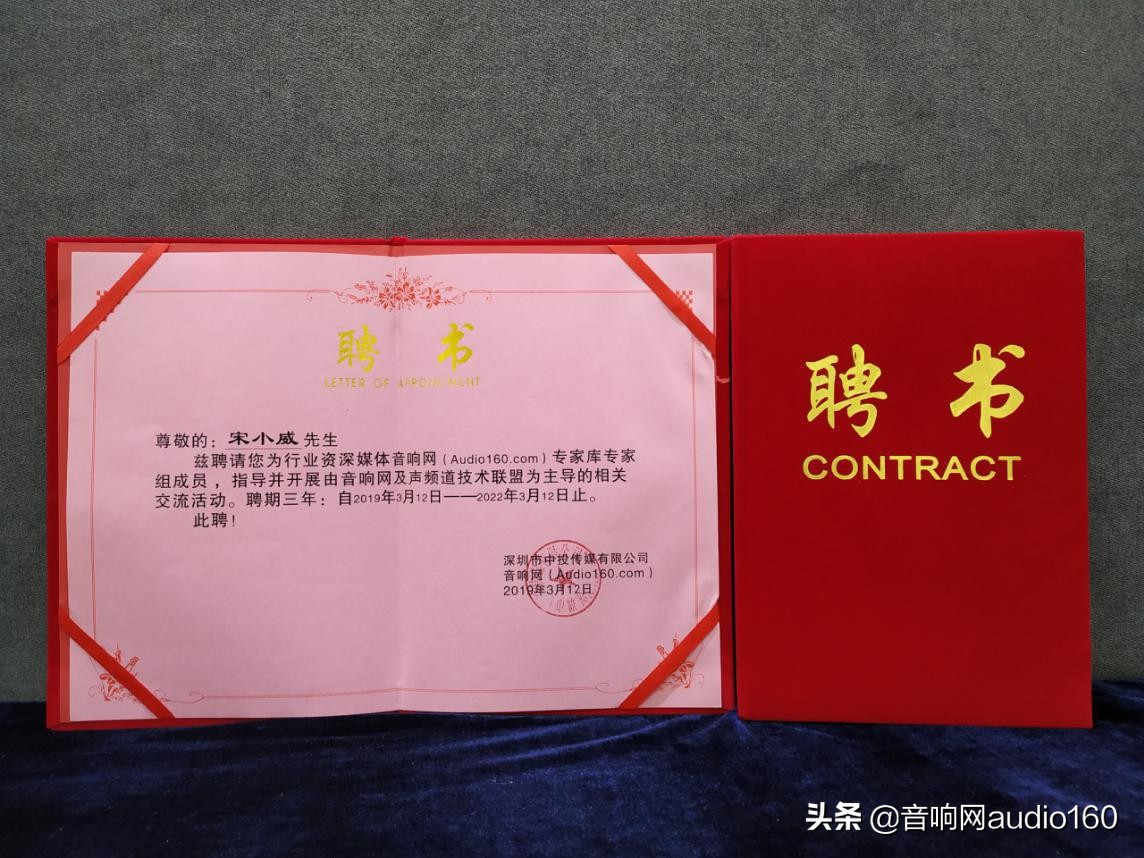 聘 书
LETTER OF APPOINTMENT
尊敬的：宋小威 先生
兹聘请您为行业资深媒体音响网（Audio160.com）专家库专家
组成员，指导并开展由音响网及声频道技术联盟为主导的相关
交流活动。聘期三年：自2019年3月12日——2022年3月12日止。
此聘！
深圳市中投传媒有限公司
音响网（Audio160.com）
2019年3月12日
聘 书
CONTRACT
头条 @音响网audio160